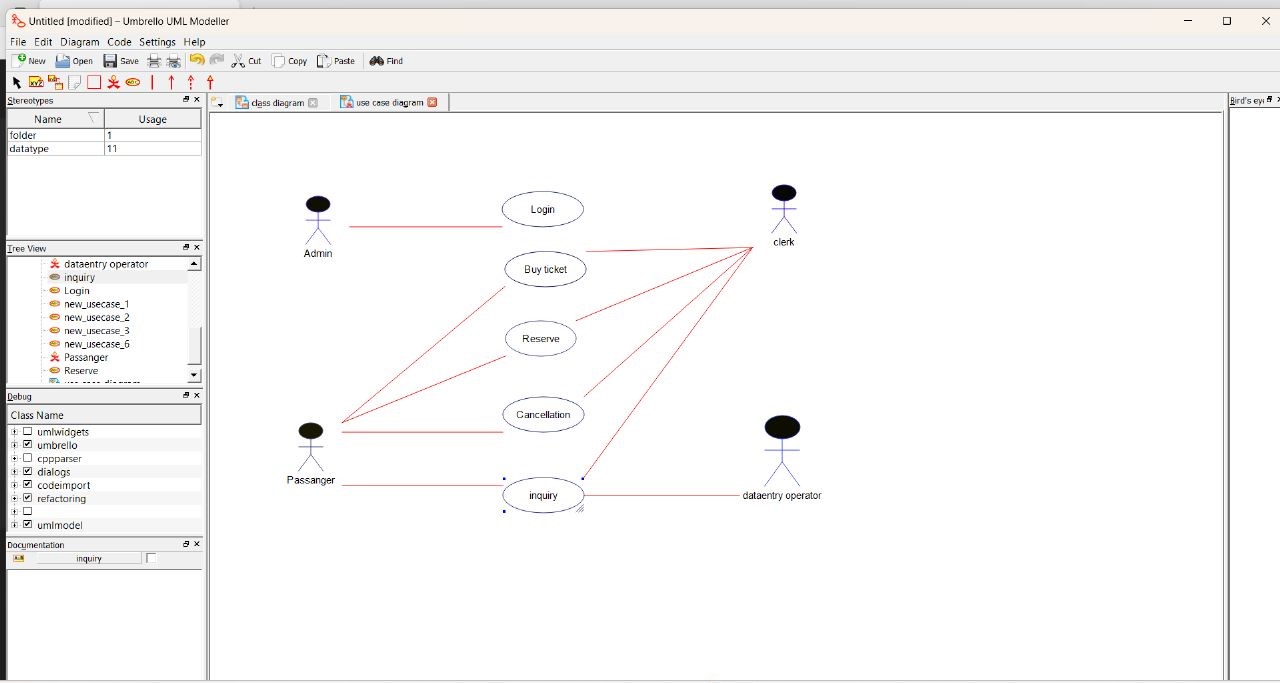 Untitled [modified] – Umbrello UML Modeller
File Edit Diagram Code Settings Help
New Open Save Cut Copy Paste Find
Stereotypes
Name Usage
folder 1
datatype 11
Tree View
dataentry operator
inquiry
Login
new_usecase_1
new_usecase_2
new_usecase_3
new_usecase_6
Passanger
Reserve
Debug
Class Name
umlwidgets
umbrello
cppparser
dialogs
codeimport
refactoring
umlmodel
Documentation
inquiry
class diagram use case diagram
Login
Admin
clerk
Buy ticket
Reserve
Cancellation
Passanger
inquiry
dataentry operator
Bird's ey